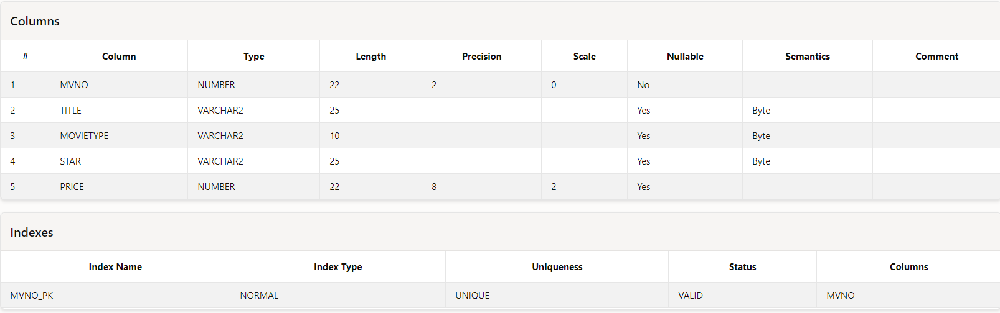 Columns
# Column Type Length Precision Scale Nullable Semantics Comment
1 MVNO NUMBER 22 2 0 No
2 TITLE VARCHAR2 25 Yes Byte
3 MOVIETYPE VARCHAR2 10 Yes Byte
4 STAR VARCHAR2 25 Yes Byte
5 PRICE NUMBER 22 8 2 Yes
Indexes
Index Name Index Type Uniqueness Status Columns
MVNO_PK NORMAL UNIQUE VALID MVNO